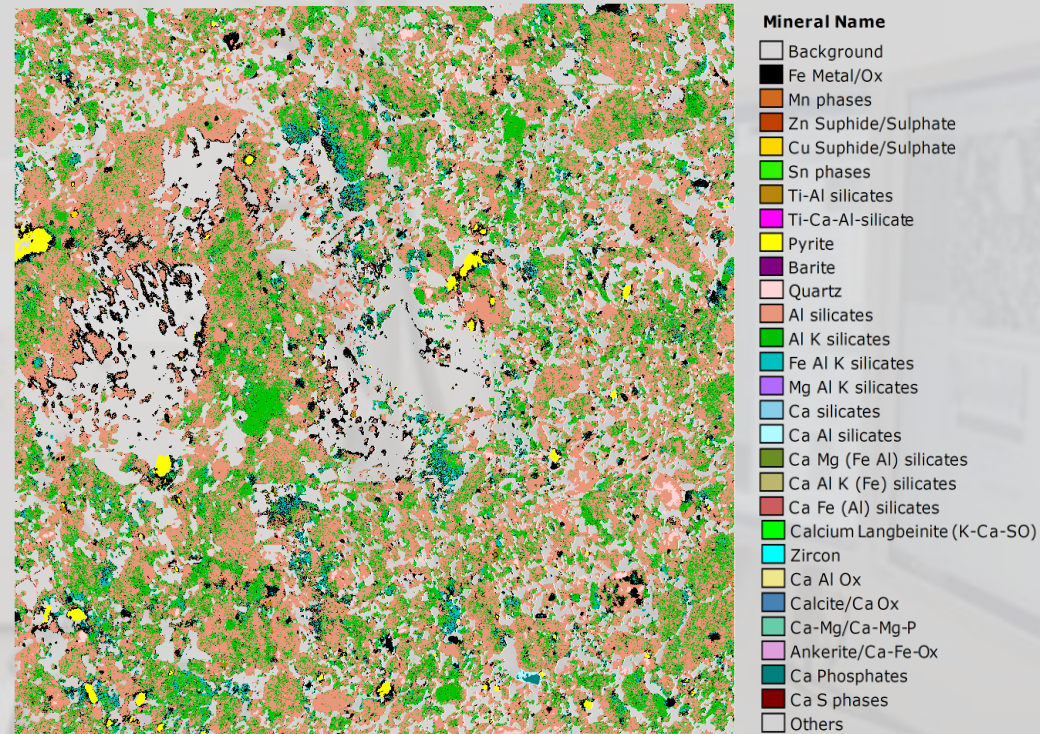 Mineral Name
Background
Fe Metal/Ox
Mn phases
Zn Suphide/Sulphate
Cu Suphide/Sulphate
Sn phases
Ti-Al silicates
Ti-Ca-Al-silicate
Pyrite
Barite
Quartz
Al silicates
Al K silicates
Fe Al K silicates
Mg Al K silicates
Ca silicates
Ca Al silicates
Ca Mg (Fe Al) silicates
Ca Al K (Fe) silicates
Ca Fe (Al) silicates
Calcium Langbeinite (K-Ca-SO)
Zircon
Ca Al Ox
Calcite/Ca Ox
Ca-Mg/Ca-Mg-P
Ankerite/Ca-Fe-Ox
Ca Phosphates
Ca S phases
Others